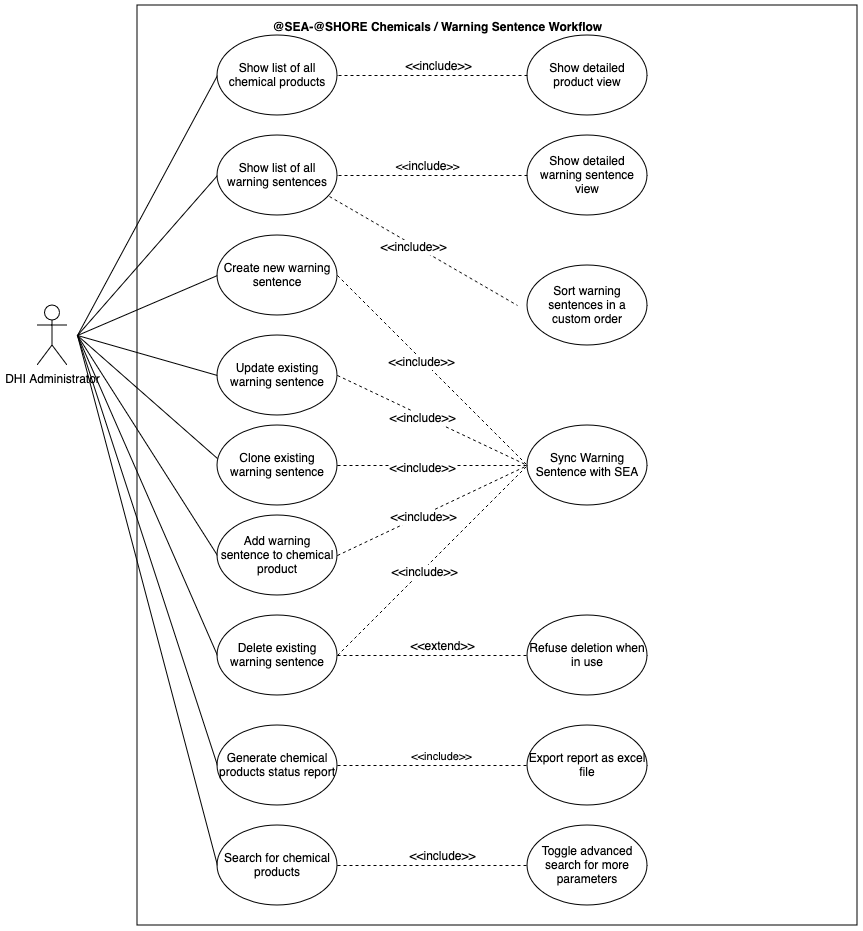 @SEA-@SHORE Chemicals / Warning Sentence Workflow
Show list of all
chemical products
<<include>>
Show detailed
product view
Show list of all
warning sentences
<<include>>
Show detailed
warning sentence
view
<<include>>
Create new warning
sentence
Sort warning
sentences in a
custom order
DHI Administrator
<<include>>
Update existing
warning sentence
<<include>>
Clone existing
warning sentence
<<include>>
Sync Warning
Sentence with SEA
<<include>>
Add warning
sentence to chemical
product
<<include>>
Delete existing
warning sentence
<<extend>>
Refuse deletion when
in use
Generate chemical
products status report
<<include>>
Export report as excel
file
Search for chemical
products
<<include>>
Toggle advanced
search for more
parameters